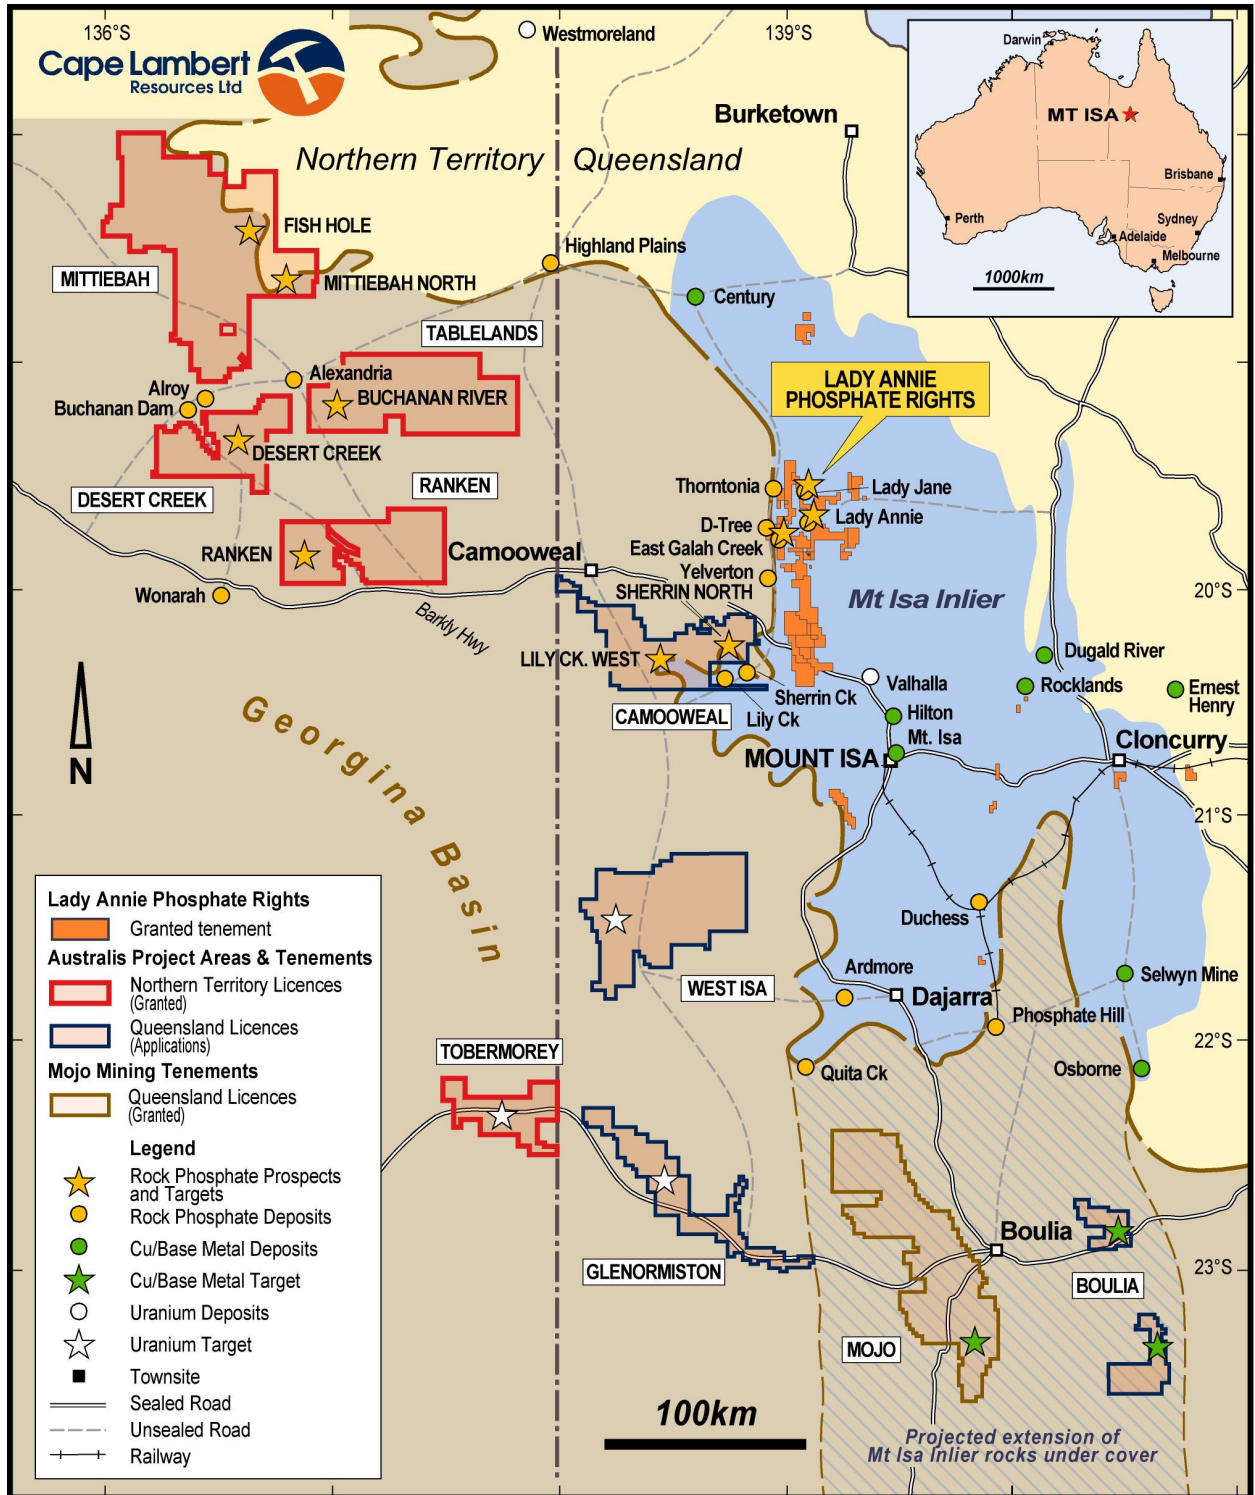 136°S
Westmoreland
139°S
Cape Lambert
Resources Ltd
Darwin
MT ISA
Brisbane
Perth
Sydney
Adelaide
Melbourne
1000km
Burketown
Northern Territory
Queensland
FISH HOLE
Highland Plains
MITTIEBAH
MITTIEBAH NORTH
Century
TABLELANDS
Alexandria
Alroy
Buchanan Dam
BUCHANAN RIVER
LADY ANNIE
PHOSPHATE RIGHTS
DESERT CREEK
DESERT CREEK
RANKEN
Thorntonia
Lady Jane
Lady Annie
D-Tree
East Galah Creek
RANKEN
Camooweal
Yelverton
SHERRIN NORTH
Wonarah
Barkly Hwy
Mt Isa Inlier
20°S
LILY CK. WEST
Dugald River
Valhalla
Rocklands
Ernest
Henry
Sherrin Ck
CAMOOWEAL
Lily Ck
Hilton
Mt. Isa
MOUNT ISA
Cloncurry
N
Georgina Basin
21°S
Duchess
Ardmore
WEST ISA
Dajarra
Selwyn Mine
Phosphate Hill
TOBERMOREY
22°S
Quita Ck
Osborne
Boulia
GLENORMISTON
BOULIA
23°S
MOJO
100km
Projected extension of
Mt Isa Inlier rocks under cover
Lady Annie Phosphate Rights
Granted tenement
Australis Project Areas & Tenements
Northern Territory Licences
(Granted)
Queensland Licences
(Applications)
Mojo Mining Tenements
Queensland Licences
(Granted)
Legend
Rock Phosphate Prospects
and Targets
Rock Phosphate Deposits
Cu/Base Metal Deposits
Cu/Base Metal Target
Uranium Deposits
Uranium Target
Townsite
Sealed Road
Unsealed Road
Railway